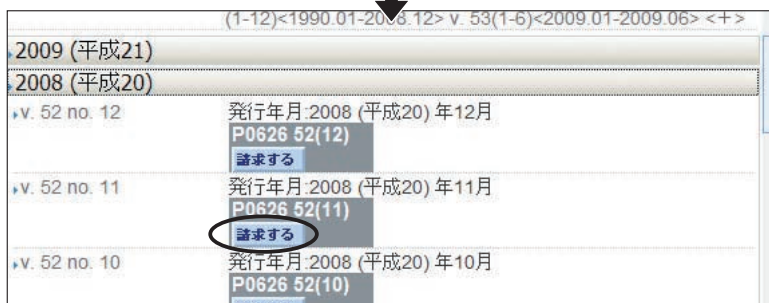 (1-12)<1990.01-2008.12> v. 53(1-6)<2009.01-2009.06> <+>
2009 (平成21)
2008 (平成20)
v. 52 no. 12 発行年月:2008 (平成20) 年12月
P0626 52(12)
請求する
v. 52 no. 11 発行年月:2008 (平成20) 年11月
P0626 52(11)
請求する
v. 52 no. 10 発行年月:2008 (平成20) 年10月
P0626 52(10)